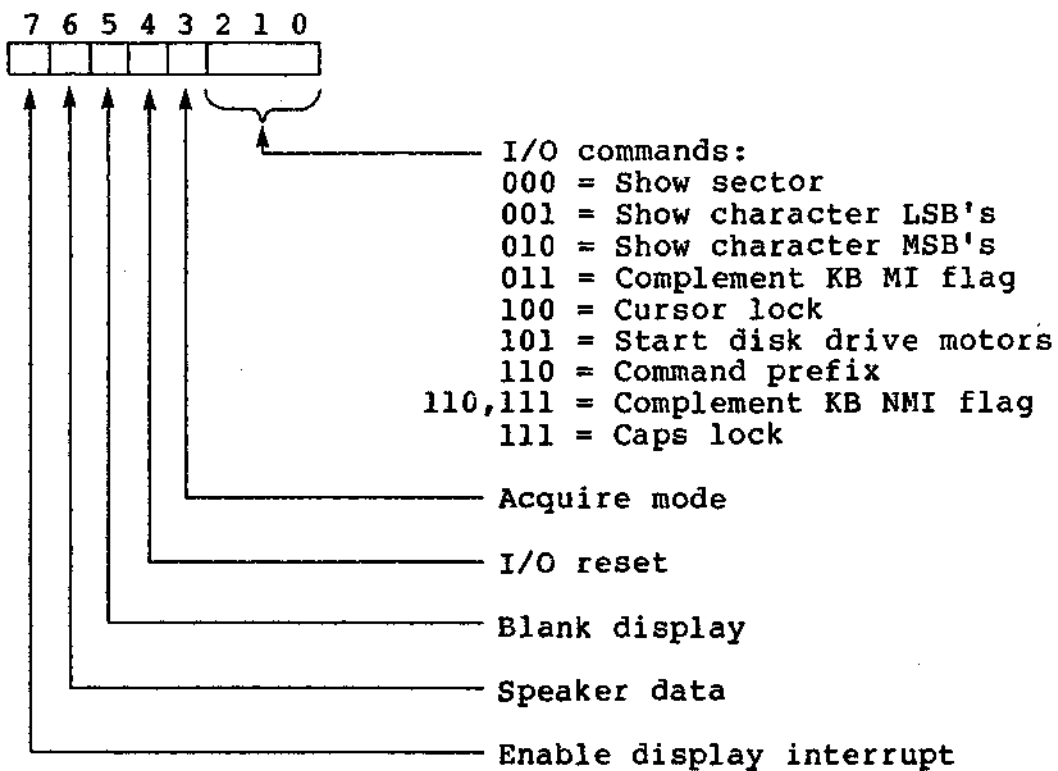 7 6 5 4 3 2 1 0
I/O commands:
000 = Show sector
001 = Show character LSB's
010 = Show character MSB's
011 = Complement KB MI flag
100 = Cursor lock
101 = Start disk drive motors
110 = Command prefix
110,111 = Complement KB NMI flag
111 = Caps lock
Acquire mode
I/O reset
Blank display
Speaker data
Enable display interrupt